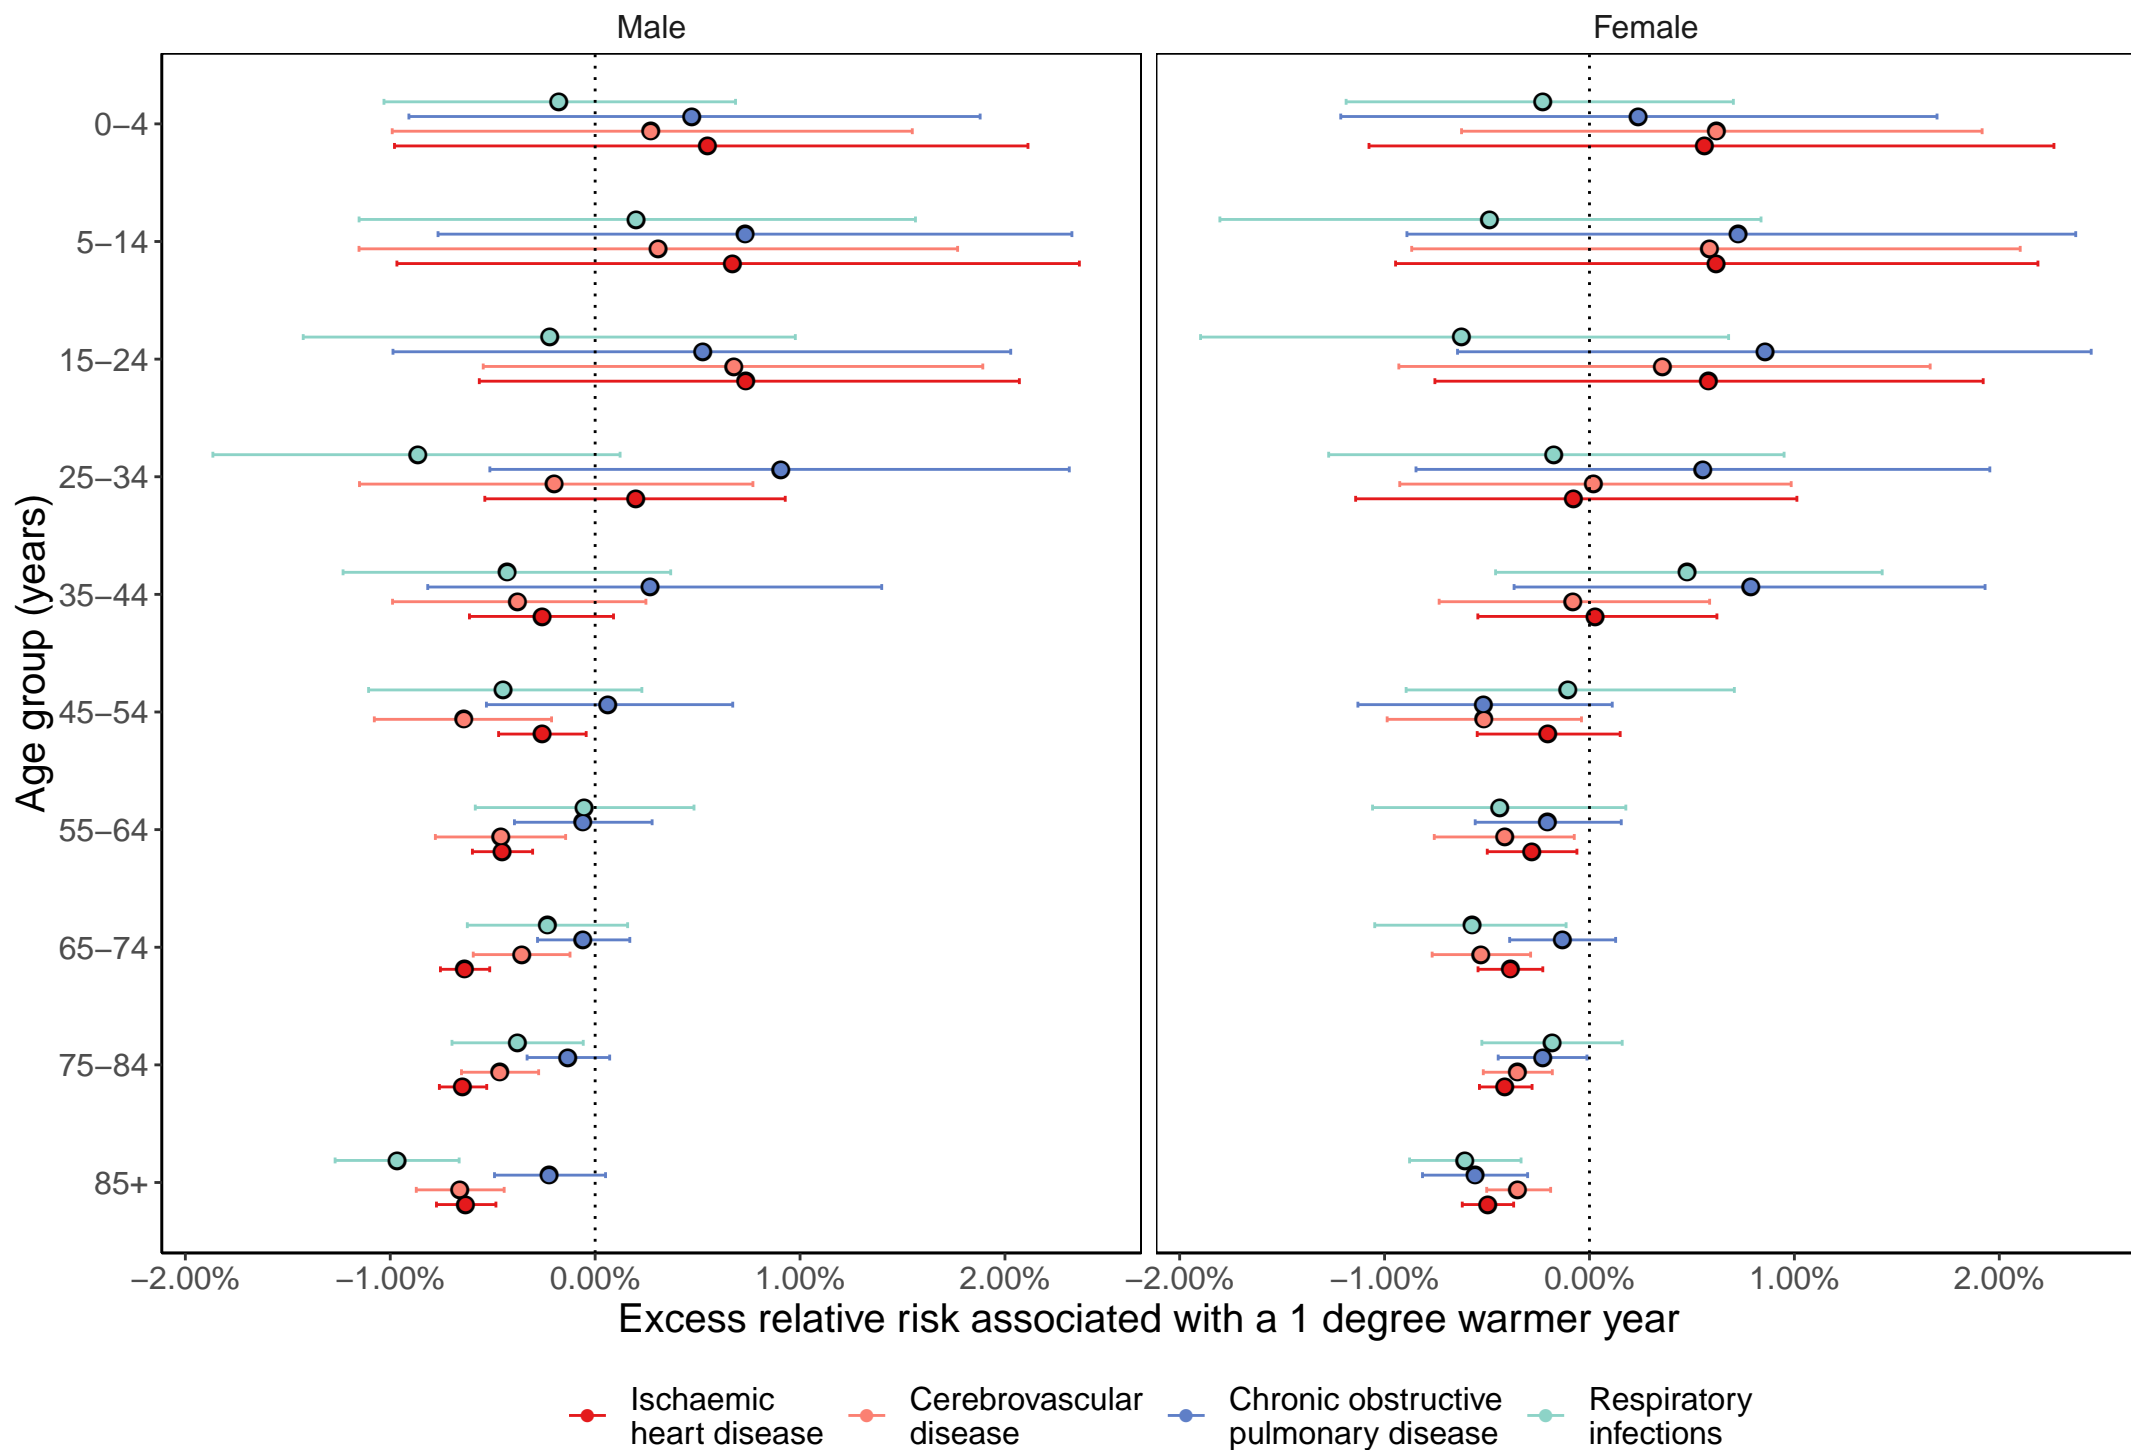 Male
Female
Age group (years)
0−4
5−14
15−24
25−34
35−44
45−54
55−64
65−74
75−84
85+
−2.00% −1.00% 0.00% 1.00% 2.00%
−2.00% −1.00% 0.00% 1.00% 2.00%
Excess relative risk associated with a 1 degree warmer year
Ischaemic
heart disease
Cerebrovascular
disease
Chronic obstructive
pulmonary disease
Respiratory
infections